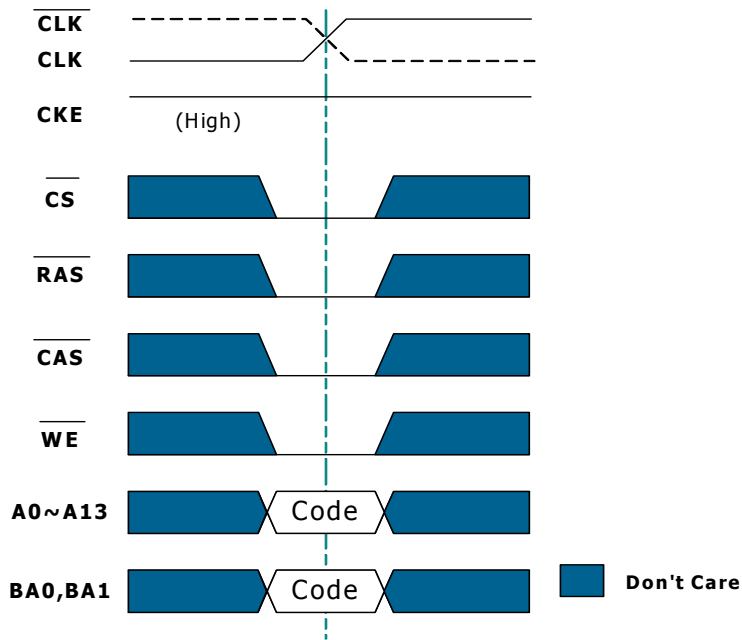 CLK
CLK
CKE
(High)
CS
RAS
CAS
WE
A0~A13
Code
BA0,BA1
Code
Don't Care